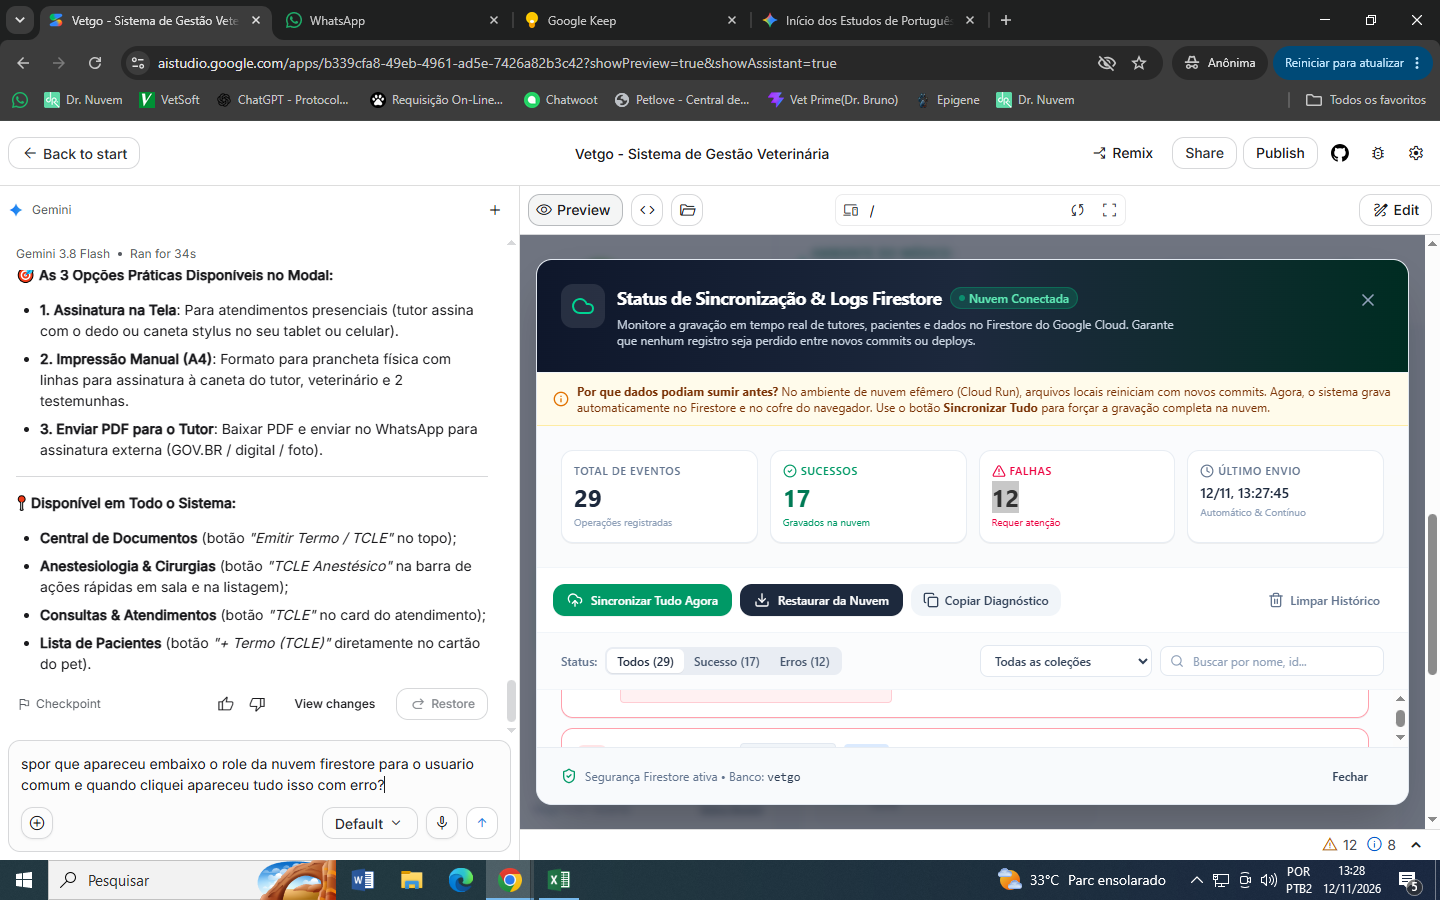 Vetgo - Sistema de Gestão Vete
WhatsApp
Google Keep
Início dos Estudos de Portuguê
aistudio.google.com/apps/b339cfa8-49eb-4961-ad5e-7426a82b3c42?showPreview=true&showAssistant=true
Anônima
Reiniciar para atualizar
Dr. Nuvem
VetSoft
ChatGPT - Protocol...
Requisição On-Line...
Chatwoot
Petlove - Central de...
Vet Prime(Dr. Bruno)
Epigene
Dr. Nuvem
Todos os favoritos
Back to start
Vetgo - Sistema de Gestão Veterinária
Remix
Share
Publish
Gemini
Preview
/
Edit
Gemini 3.8 Flash • Ran for 34s
🎯 As 3 Opções Práticas Disponíveis no Modal:
• 1. Assinatura na Tela: Para atendimentos presenciais (tutor assina
com o dedo ou caneta stylus no seu tablet ou celular).
• 2. Impressão Manual (A4): Formato para prancheta física com
linhas para assinatura à caneta do tutor, veterinário e 2
testemunhas.
• 3. Enviar PDF para o Tutor: Baixar PDF e enviar no WhatsApp para
assinatura externa (GOV.BR / digital / foto).
📍 Disponível em Todo o Sistema:
• Central de Documentos (botão "Emitir Termo / TCLE" no topo);
• Anestesiologia & Cirurgias (botão "TCLE Anestésico" na barra de
ações rápidas em sala e na listagem);
• Consultas & Atendimentos (botão "TCLE" no card do atendimento);
• Lista de Pacientes (botão "+ Termo (TCLE)" diretamente no cartão
do pet).
Checkpoint
View changes
Restore
spor que apareceu embaixo o role da nuvem firestore para o usuario
comum e quando cliquei apareceu tudo isso com erro?
Default
Status de Sincronização & Logs Firestore
Nuvem Conectada
Monitore a gravação em tempo real de tutores, pacientes e dados no Firestore do Google Cloud. Garante
que nenhum registro seja perdido entre novos commits ou deploys.
Por que dados podiam sumir antes? No ambiente de nuvem efêmero (Cloud Run), arquivos locais reiniciam com novos commits. Agora, o sistema grava
automaticamente no Firestore e no cofre do navegador. Use o botão Sincronizar Tudo para forçar a gravação completa na nuvem.
TOTAL DE EVENTOS
29
Operações registradas
SUCESSOS
17
Gravados na nuvem
FALHAS
12
Requer atenção
ÚLTIMO ENVIO
12/11, 13:27:45
Automático & Contínuo
Sincronizar Tudo Agora
Restaurar da Nuvem
Copiar Diagnóstico
Limpar Histórico
Status:
Todos (29)
Sucesso (17)
Erros (12)
Todas as coleções
Buscar por nome, id...
Segurança Firestore ativa • Banco: vetgo
Fechar
12
8
Pesquisar
33°C Parc ensolarado
POR
PTB2
13:28
12/11/2026
5